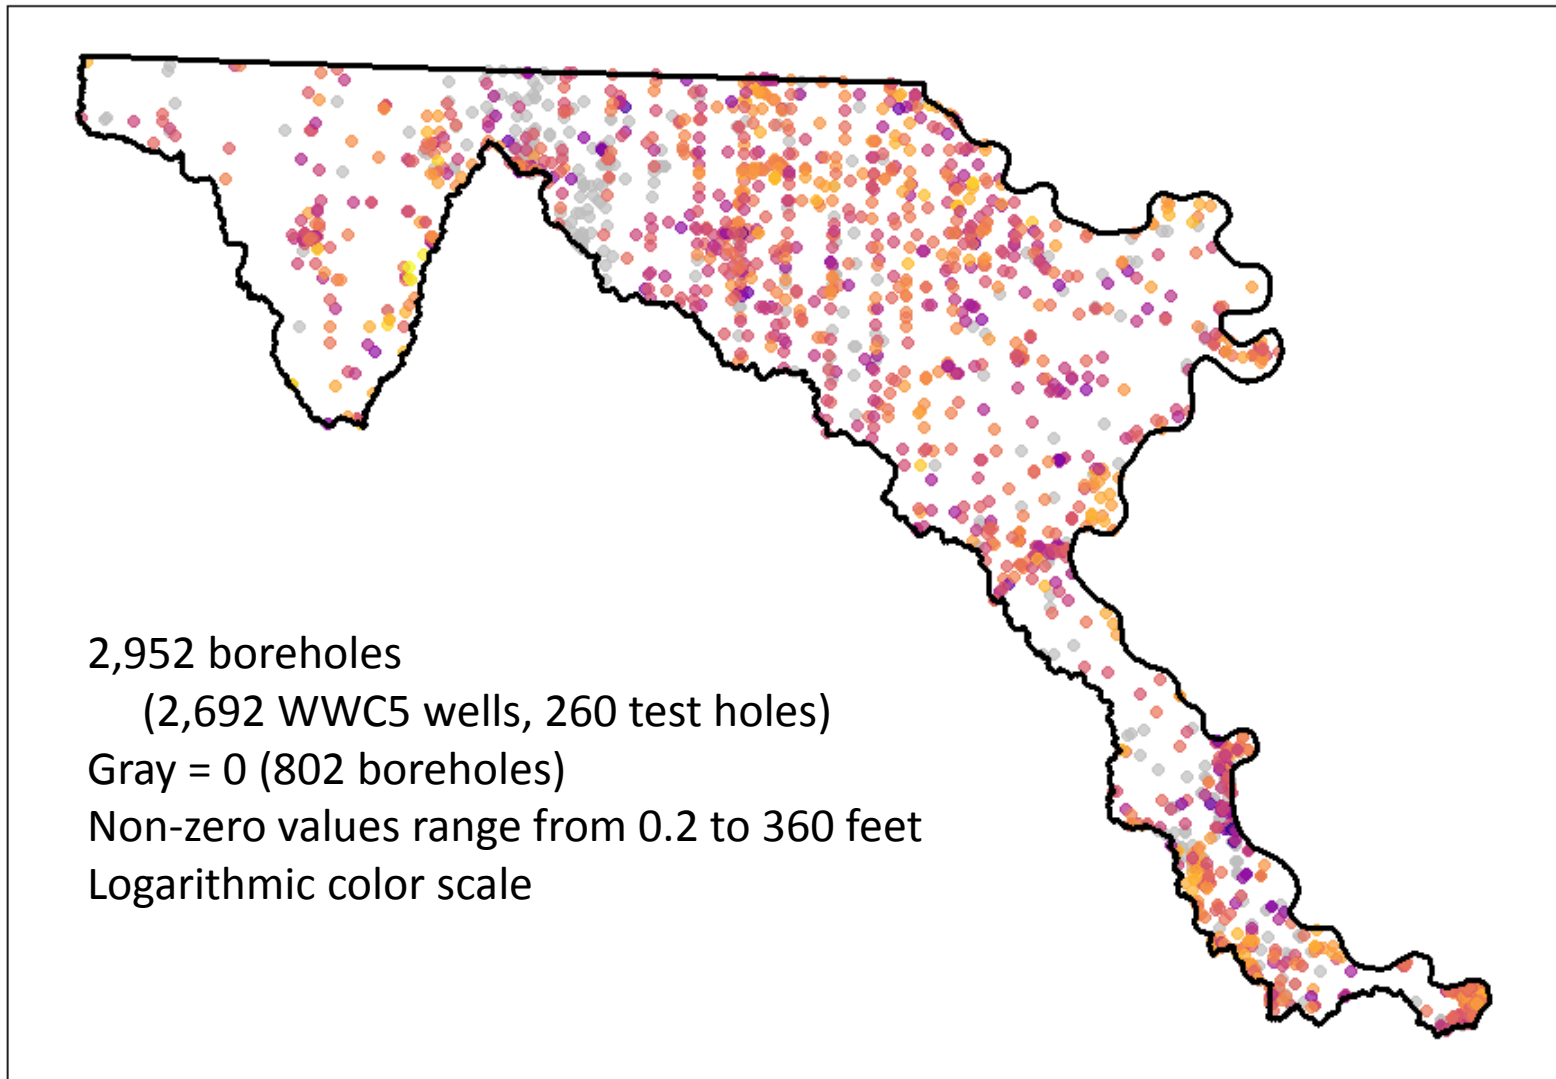 2,952 boreholes
(2,692 WWC5 wells, 260 test holes)
Gray = 0 (802 boreholes)
Non-zero values range from 0.2 to 360 feet
Logarithmic color scale